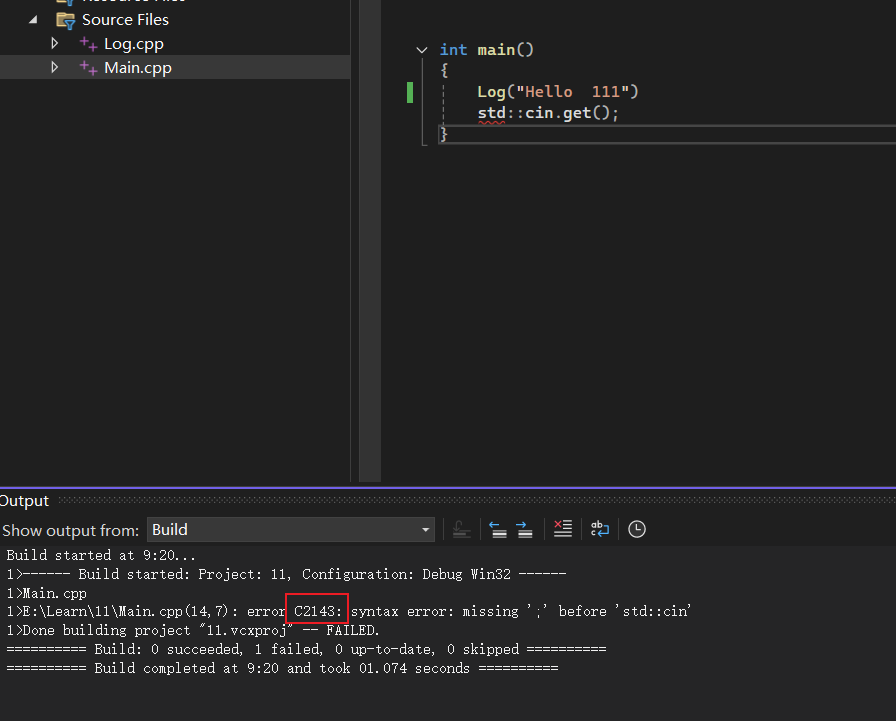 Source Files
Log.cpp
Main.cpp
int main()
{
Log("Hello  111")
std::cin.get();
}
Output
Show output from: Build
Build started at 9:20...
1>------ Build started: Project: 11, Configuration: Debug Win32 ------
1>Main.cpp
1>E:\Learn\11\Main.cpp(14,7): error C2143: syntax error: missing ';' before 'std::cin'
1>Done building project "11.vcxproj" -- FAILED.
========== Build: 0 succeeded, 1 failed, 0 up-to-date, 0 skipped ==========
========== Build completed at 9:20 and took 01.074 seconds ==========